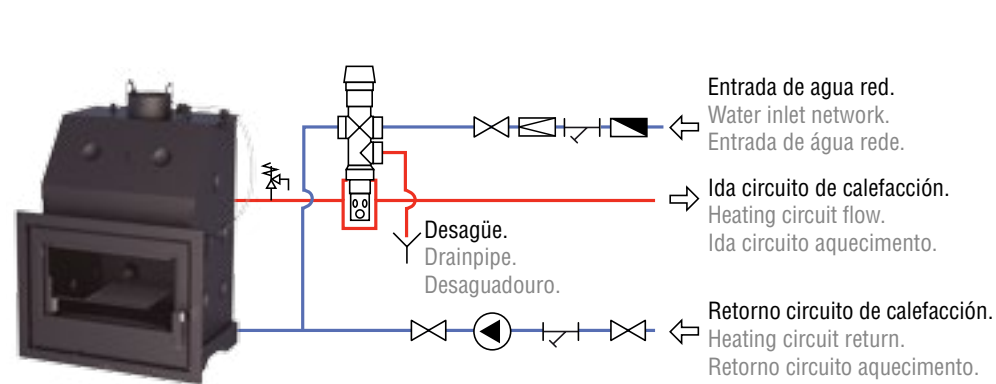 Entrada de agua red.
Water inlet network.
Entrada de água rede.
Ida circuito de calefacción.
Heating circuit flow.
Ida circuito aquecimento.
Desagüe.
Drainpipe.
Desaguadouro.
Retorno circuito de calefacción.
Heating circuit return.
Retorno circuito aquecimento.